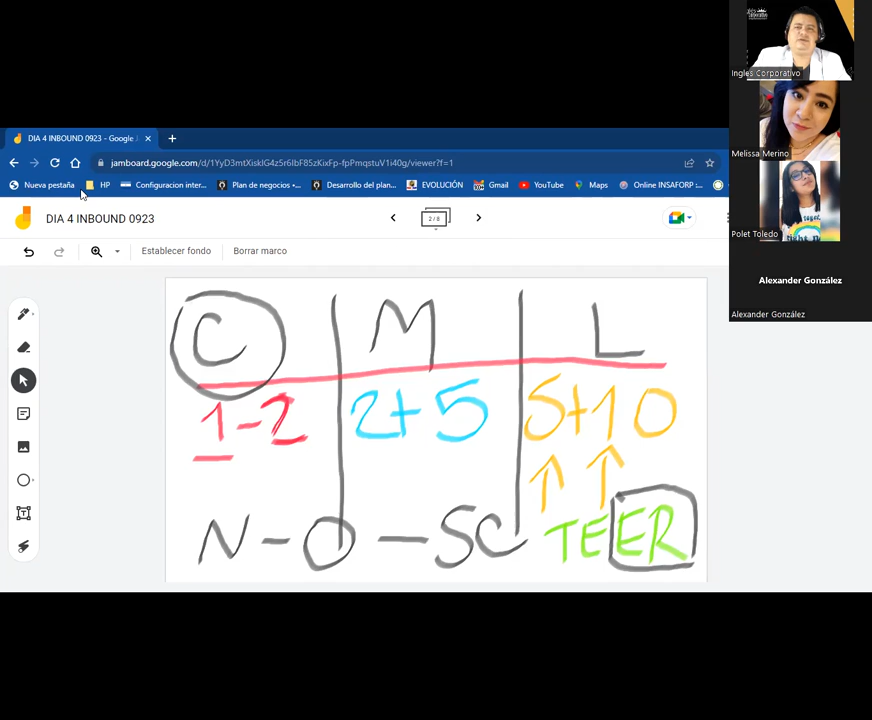 DIA 4 INBOUND 0923 - Google J
jamboard.google.com/d/1YyD3mtXisklG4z5r6IbF8SzKixFp-fpPmqstuV1i40g/viewer?f=1
Nueva pestaña HP Configuracion inter... Plan de negocios •... Desarrollo del plan... EVOLUCIÓN Gmail YouTube Maps Online INSAFORP :...
DIA 4 INBOUND 0923
2/8
Establecer fondo Borrar marco
C M L
1-2 2+5 5+10
N-O-SC TEER
Ingles Corporativo
Melissa Merino
Polet Toledo
Alexander González
Alexander González